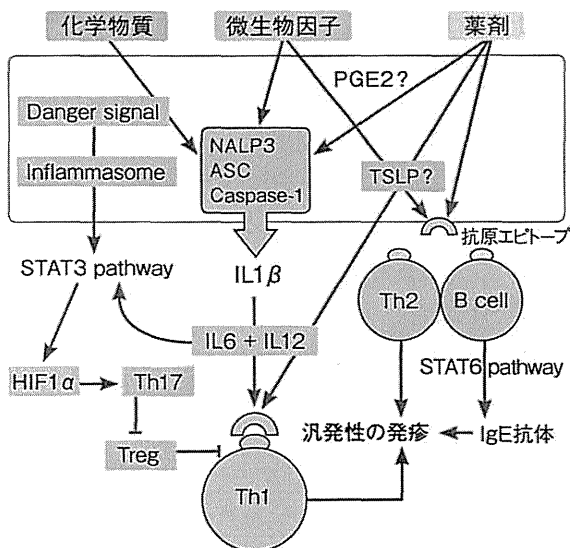 化学物質
微生物因子
薬剤
PGE2?
Danger signal
NALP3
ASC
Caspase-1
Inflammasome
TSLP?
抗原エピトープ
STAT3 pathway
IL1β
Th2
B cell
IL6 + IL12
STAT6 pathway
HIF1α
Th17
汎発性の発疹
IgE抗体
Treg
Th1